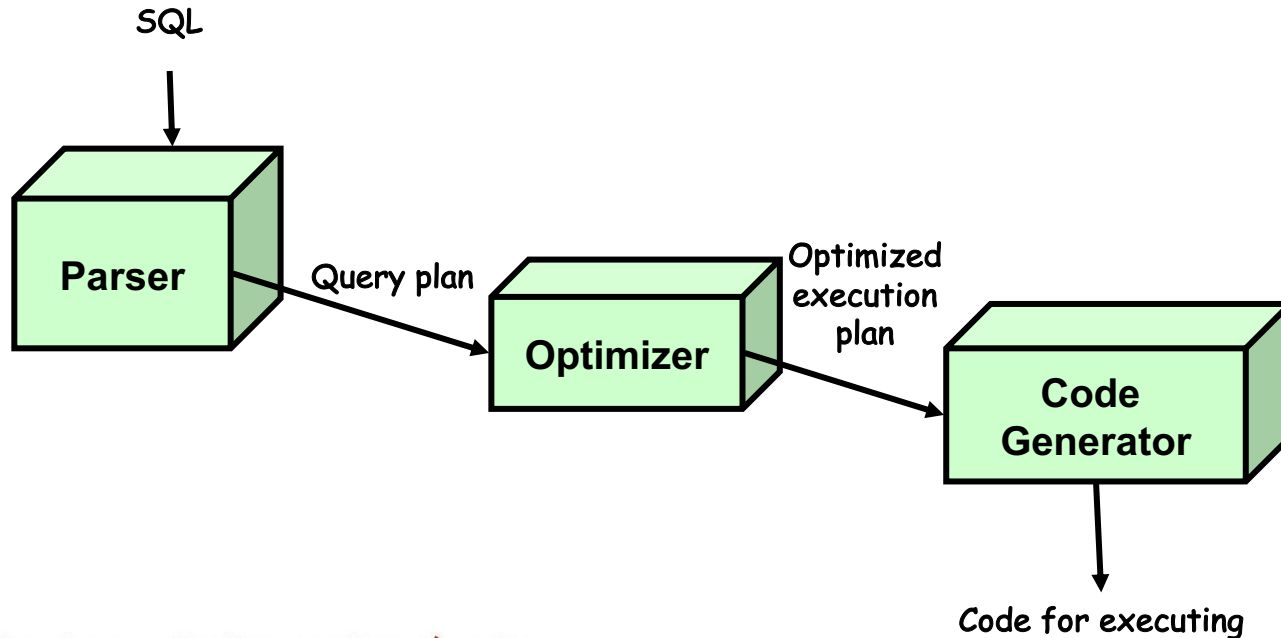 SQL
Parser
Query plan
Optimizer
Optimized
execution
plan
Code
Generator
Code for executing